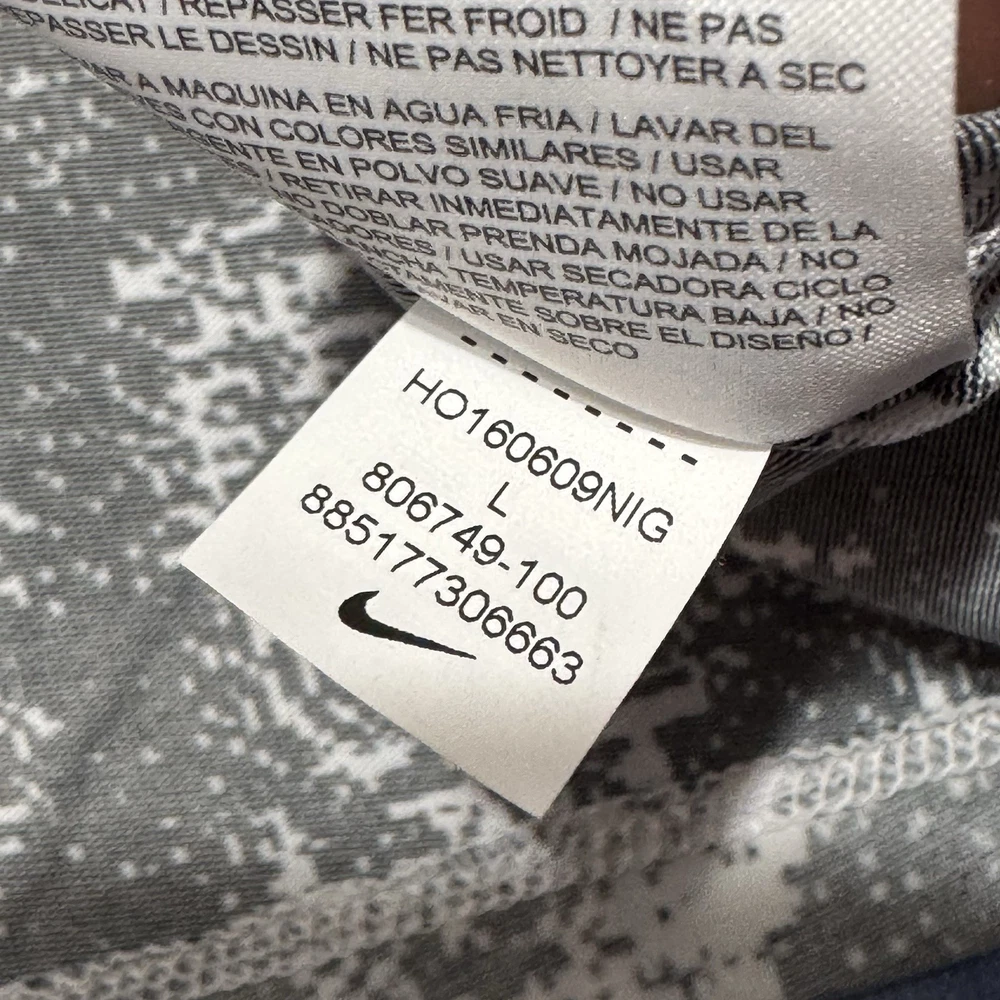 / REPASSER FER FROID / NE PAS
REPASSER LE DESSIN / NE PAS NETTOYER A SEC
A MAQUINA EN AGUA FRIA / LAVAR DEL
CON COLORES SIMILARES / USAR
EN POLVO SUAVE / NO USAR
/ RETIRAR INMEDIATAMENTE DE LA
NO DOBLAR PRENDA MOJADA / NO
/ USAR SECADORA CICLO
TEMPERATURA BAJA / NO
SOBRE EL DISEÑO /
EN SECO
HO160609NIG
L
806749-100
885177306663